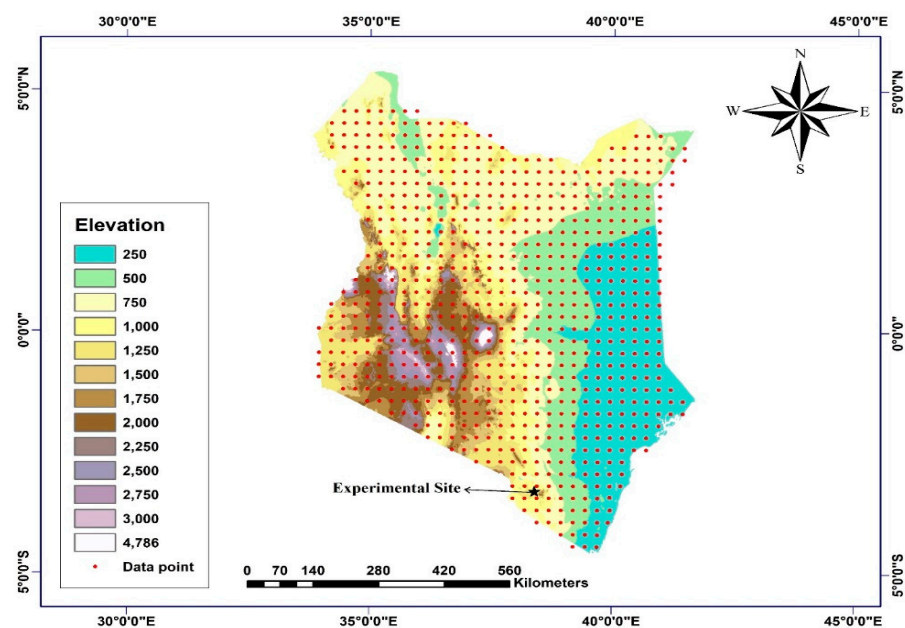 30°0'0"E 35°0'0"E 40°0'0"E 45°0'0"E
5°0'0"N 5°0'0"N
N
W E
S
Elevation
250
500
750
1,000
1,250
1,500
1,750
2,000
2,250
2,500
2,750
3,000
4,786
Data point
0°0'0" 0°0'0"
Experimental Site
0 70 140 280 420 560
Kilometers
5°0'0"S 5°0'0"S
30°0'0"E 35°0'0"E 40°0'0"E 45°0'0"E